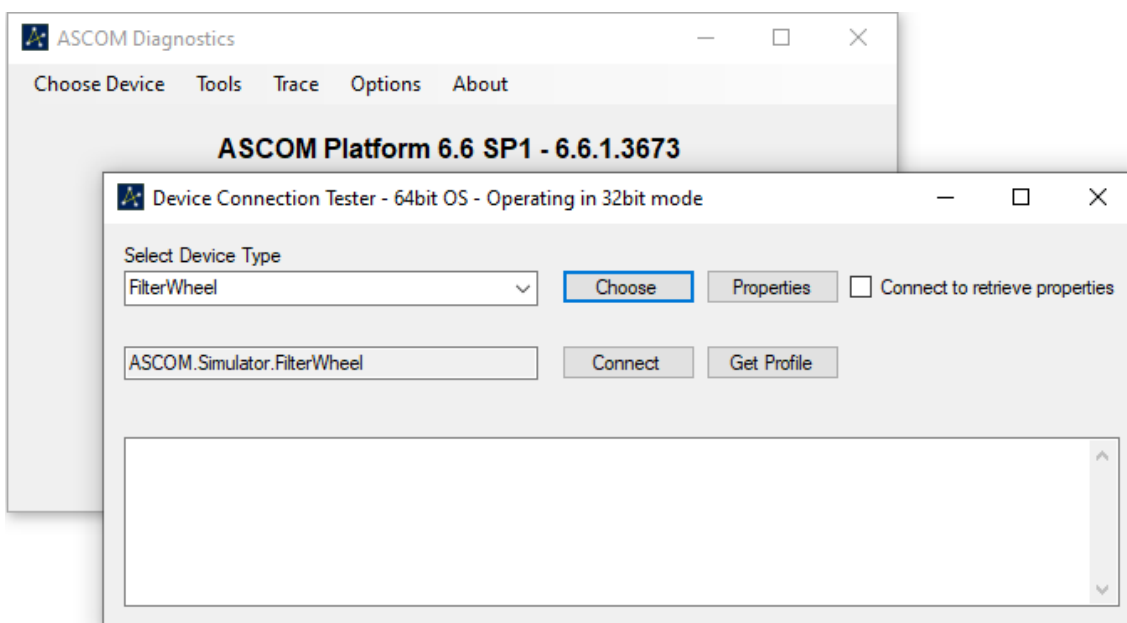 ASCOM Diagnostics
Choose Device Tools Trace Options About
ASCOM Platform 6.6 SP1 - 6.6.1.3673
Device Connection Tester - 64bit OS - Operating in 32bit mode
Select Device Type
FilterWheel Choose Properties Connect to retrieve properties
ASCOM.Simulator.FilterWheel Connect Get Profile